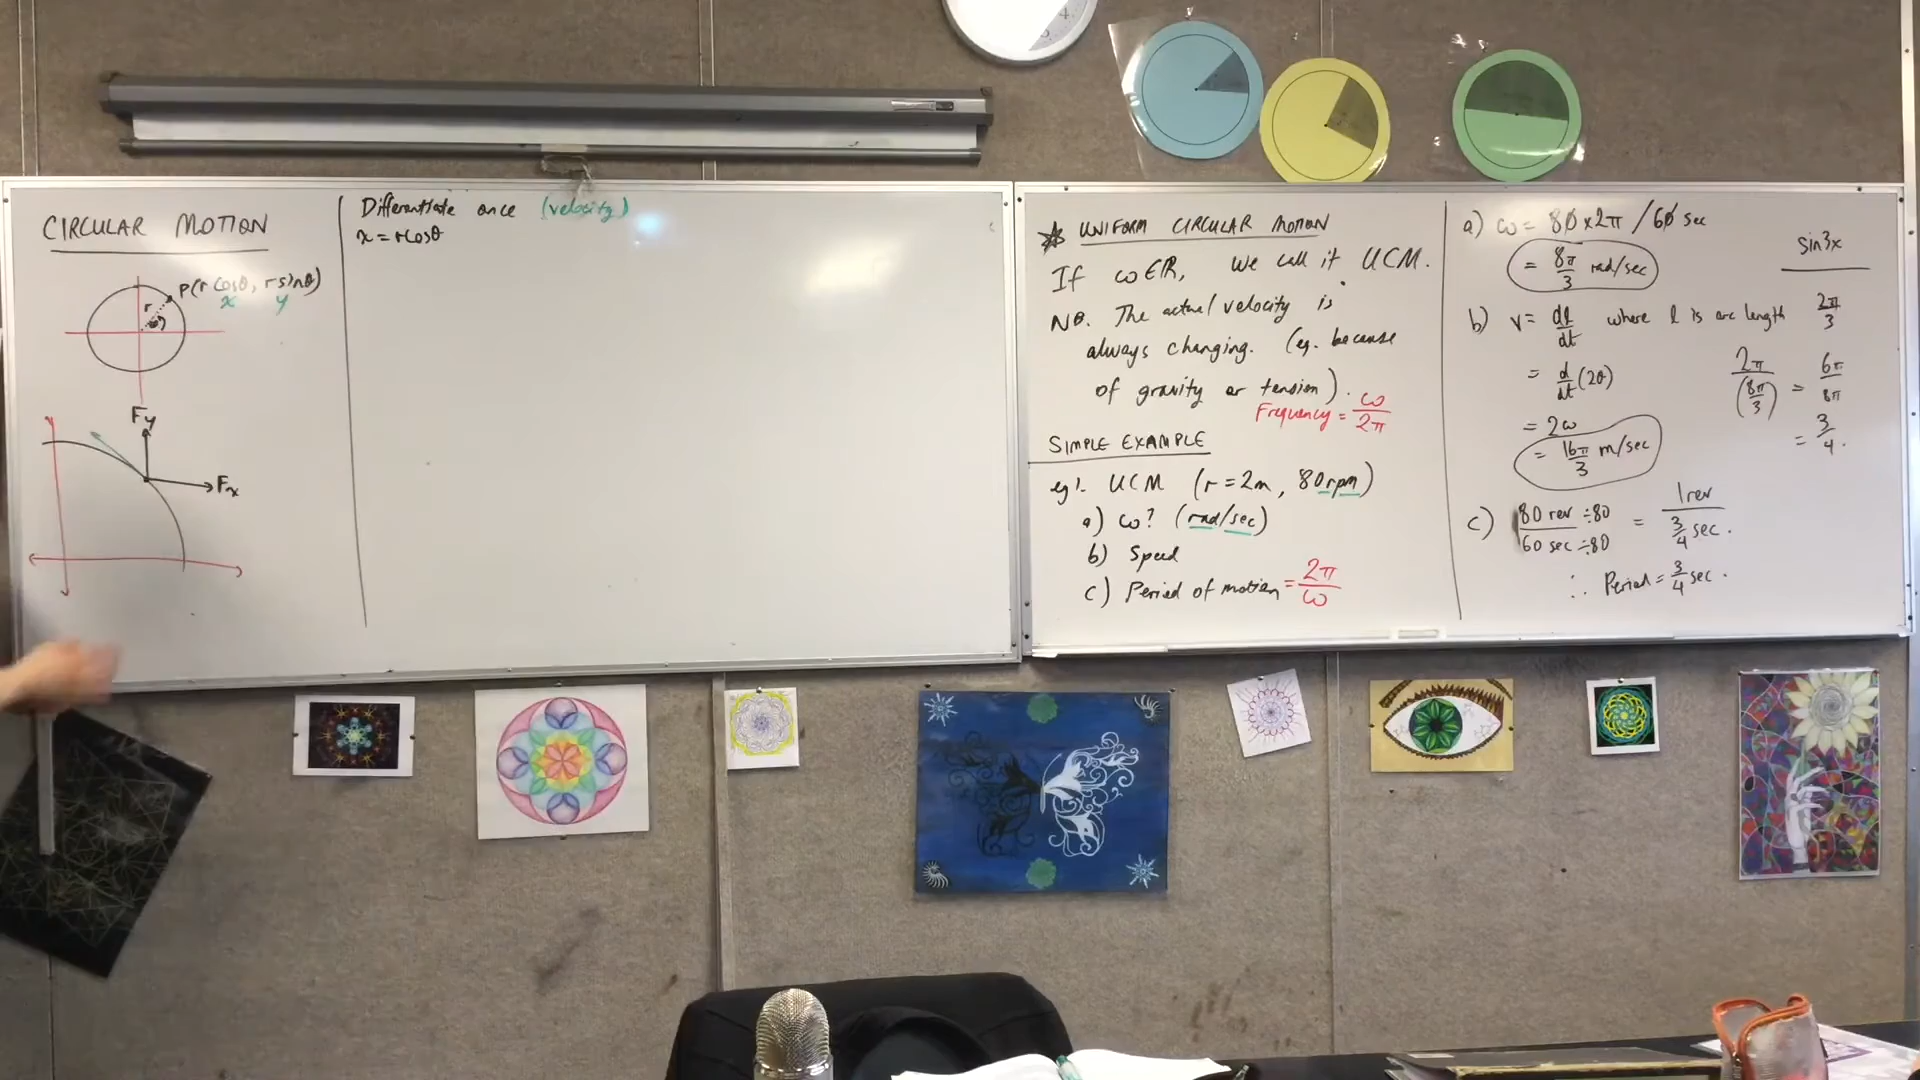 CIRCULAR MOTION
P(r cosθ, r sinθ)
x y
r
θ
Fy
Fx
Differentiate once (velocity)
x = rcosθ
UNIFORM CIRCULAR MOTION
If ω∈ℝ, we call it UCM.
NB. The actual velocity is
always changing. (eg. because
of gravity or tension).
Frequency = ω/2π
SIMPLE EXAMPLE
eg1. UCM (r = 2m, 80rpm)
a) ω? (rad/sec)
b) Speed
c) Period of motion = 2π/ω
a) ω = 80 × 2π / 60 sec
= 8π/3 rad/sec
b) v = dl/dt where l is arc length
= d/dt (2θ)
= 2ω
= 16π/3 m/sec
c) 80 rev ÷80 / 60 sec ÷80 = 1 rev / 3/4 sec.
∴ Period = 3/4 sec.
sin3x
2π/3
2π/(8π/3) = 6π/8π
= 3/4.